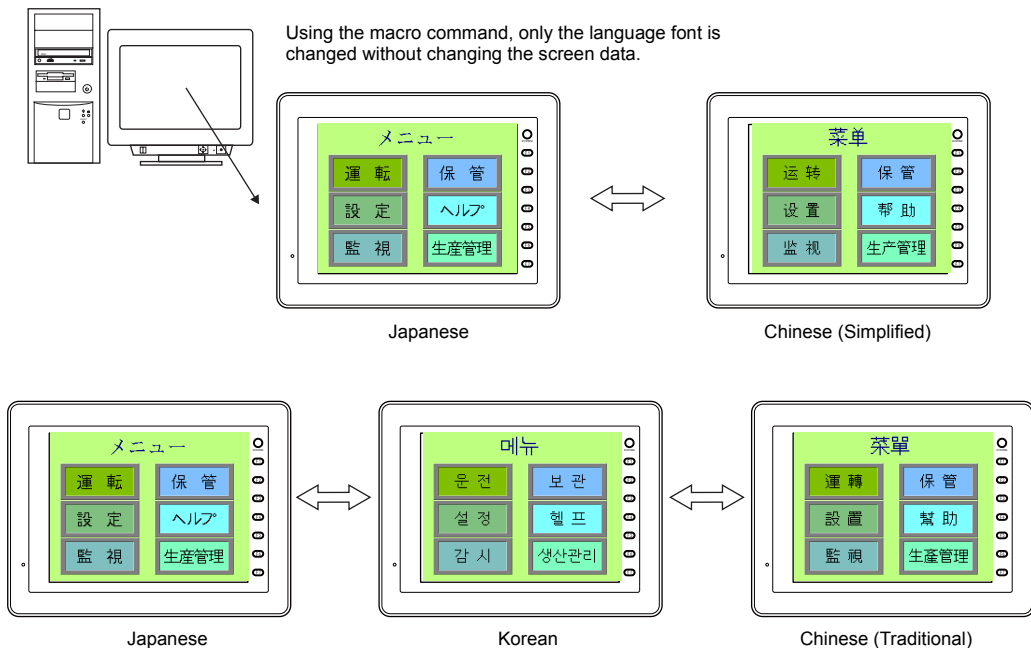 Using the macro command, only the language font is
changed without changing the screen data.
メニュー
運 転
保 管
設 定
ヘルプ
監 視
生産管理
Japanese
菜单
运 转
保 管
设 置
帮 助
监 视
生产管理
Chinese (Simplified)
メニュー
運 転
保 管
設 定
ヘルプ
監 視
生産管理
Japanese
메뉴
운 전
보 관
설 정
헬 프
감 시
생산관리
Korean
菜單
運 轉
保 管
設 置
幫 助
監 視
生產管理
Chinese (Traditional)